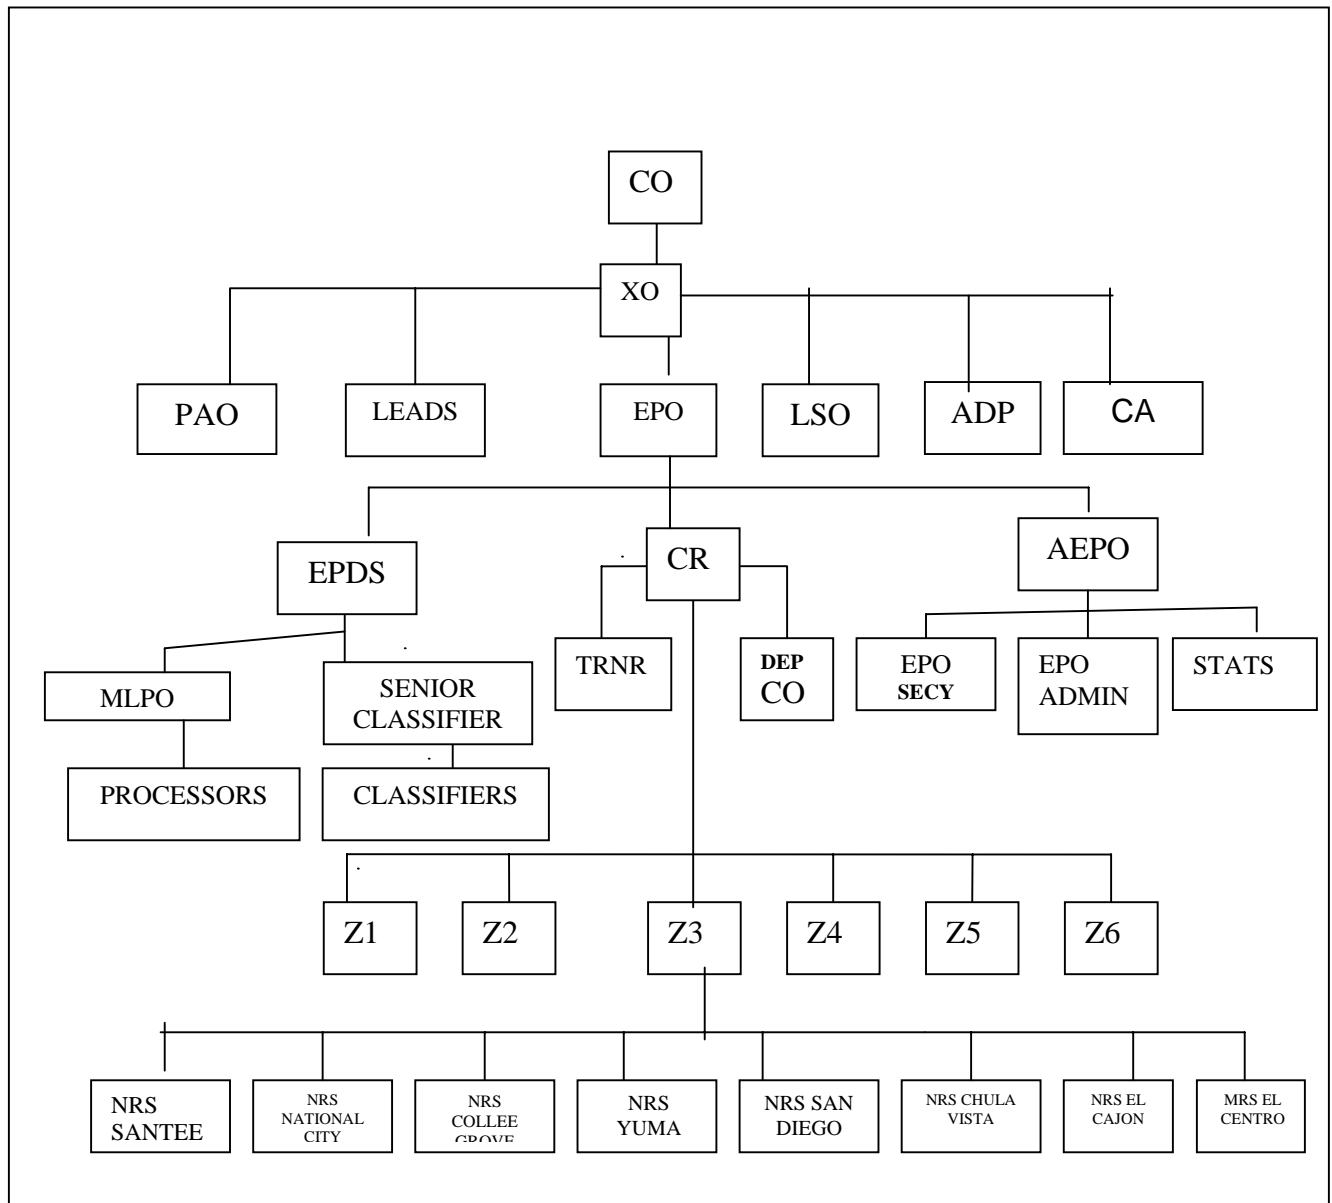 CO
XO
PAO
LEADS
EPO
LSO
ADP
CA
EPDS
CR
AEPO
MLPO
SENIOR
CLASSIFIER
TRNR
DEP
CO
EPO
SECY
EPO
ADMIN
STATS
PROCESSORS
CLASSIFIERS
Z1
Z2
Z3
Z4
Z5
Z6
NRS
SANTEE
NRS
NATIONAL
CITY
NRS
COLLEE
GROVE
NRS
YUMA
NRS SAN
DIEGO
NRS CHULA
VISTA
NRS EL
CAJON
MRS EL
CENTRO